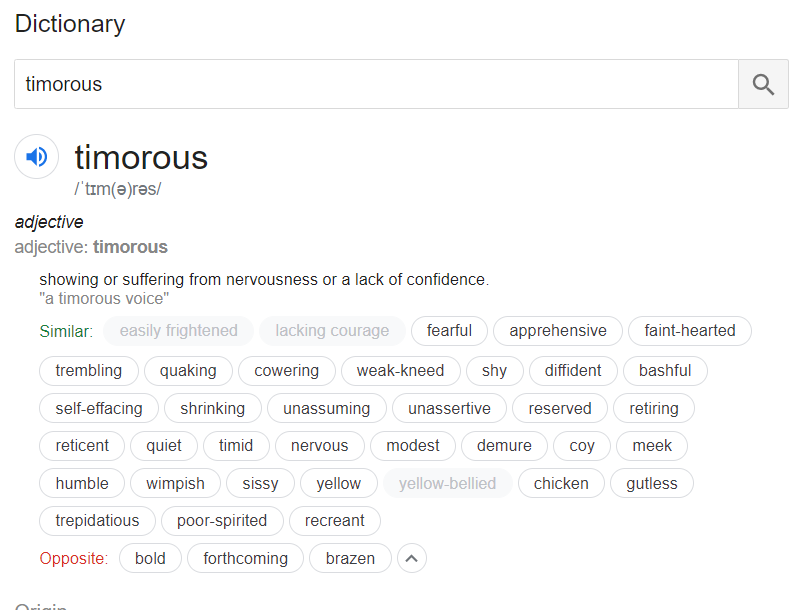 Dictionary
timorous
timorous
/ˈtɪm(ə)rəs/
adjective
adjective: timorous
showing or suffering from nervousness or a lack of confidence.
"a timorous voice"
Similar: easily frightened lacking courage fearful apprehensive faint-hearted
trembling quaking cowering weak-kneed shy diffident bashful
self-effacing shrinking unassuming unassertive reserved retiring
reticent quiet timid nervous modest demure coy meek
humble wimpish sissy yellow yellow-bellied chicken gutless
trepidatious poor-spirited recreant
Opposite: bold forthcoming brazen
Origin